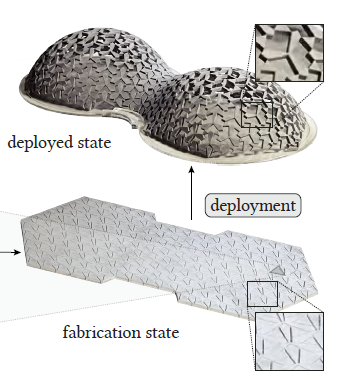 deployed state
deployment
fabrication state